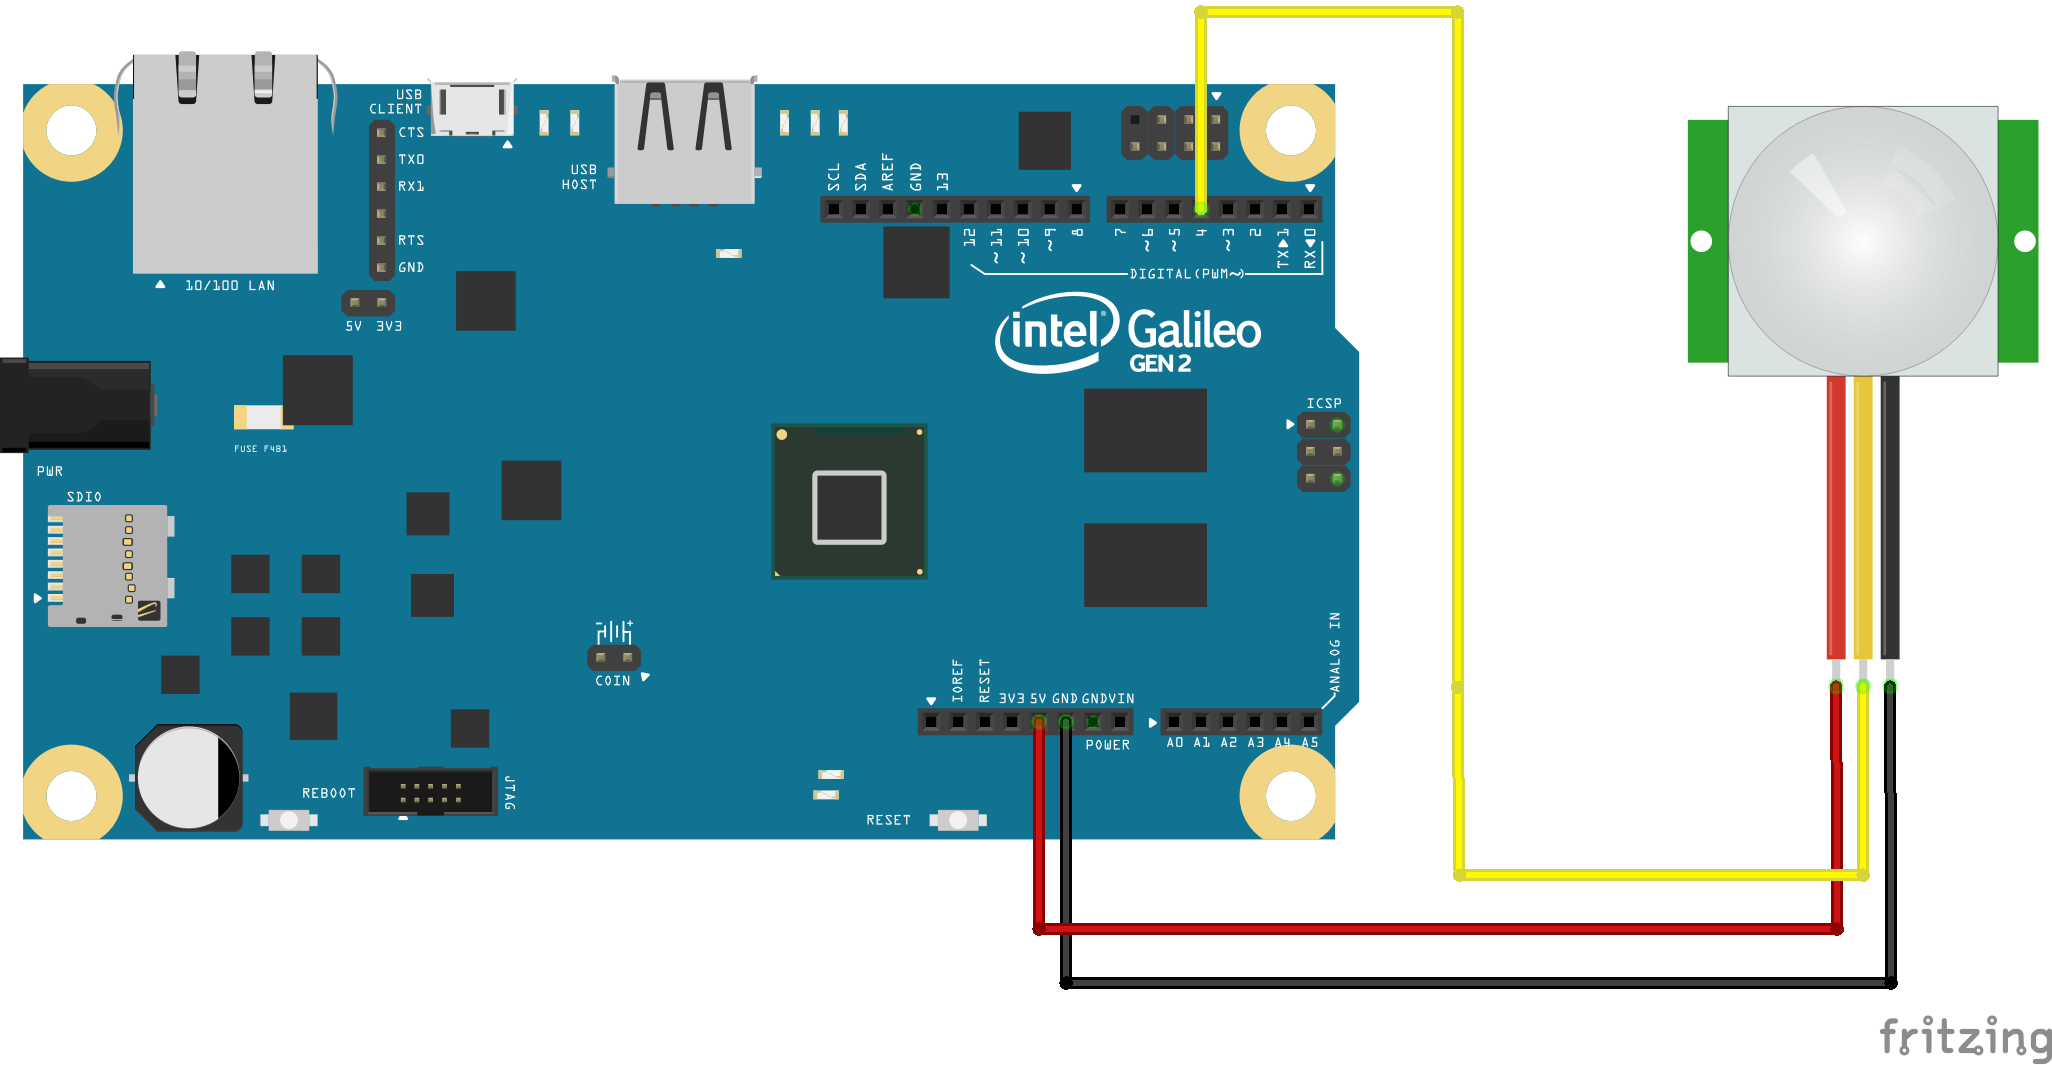 USB
CLIENT
CTS
TX0
RX1
RTS
GND
10/100 LAN
5V 3V3
USB
HOST
SCL
SDA
AREF
GND
13
12
~11
~10
~9
8
7
~6
~5
4
~3
2
TX▶1
RX◀0
DIGITAL(PWM~)
intel®
Galileo
GEN 2
FUSE F4B1
PWR
SDIO
ICSP
COIN
- +
IOREF
RESET
3V3 5V GND GND VIN
POWER
ANALOG IN
A0 A1 A2 A3 A4 A5
REBOOT
JTAG
RESET
fritzing